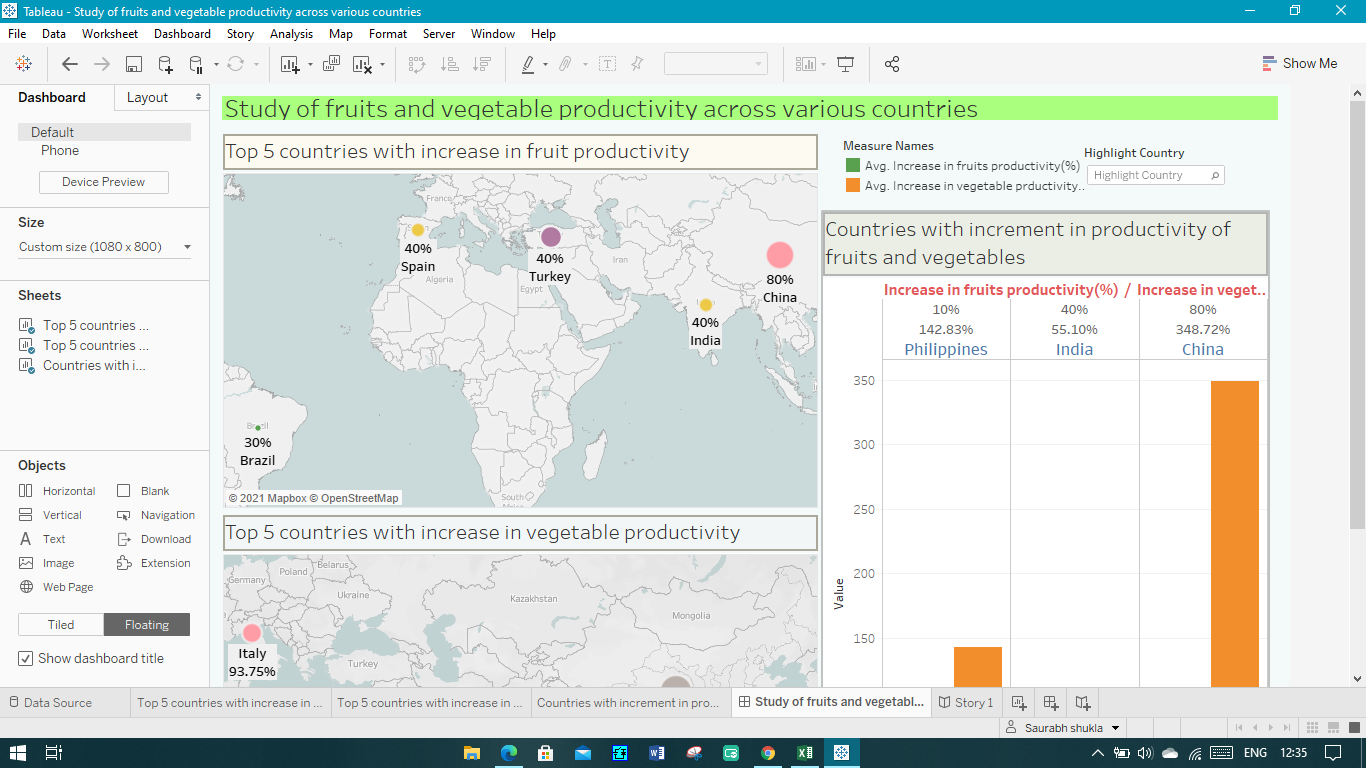 Tableau - Study of fruits and vegetable productivity across various countries
File Data Worksheet Dashboard Story Analysis Map Format Server Window Help
Show Me
Dashboard Layout
Default
Phone
Device Preview
Size
Custom size (1080 x 800)
Sheets
Top 5 countries ...
Top 5 countries ...
Countries with i...
Objects
Horizontal Blank
Vertical Navigation
Text Download
Image Extension
Web Page
Tiled Floating
Show dashboard title
Study of fruits and vegetable productivity across various countries
Top 5 countries with increase in fruit productivity
France
40%
Spain
40%
Turkey
Algeria
Egypt
Iran
80%
China
40%
India
30%
Brazil
South
© 2021 Mapbox © OpenStreetMap
Top 5 countries with increase in vegetable productivity
Belarus
Poland
Germany
Ukraine
Kazakhstan
Mongolia
Italy
93.75%
Turkey
Measure Names
Avg. Increase in fruits productivity(%)
Avg. Increase in vegetable prductivity..
Highlight Country
Highlight Country
Countries with increment in productivity of
fruits and vegetables
Increase in fruits productivity(%) / Increase in veget..
10% 40% 80%
142.83% 55.10% 348.72%
Philippines India China
350
300
250
200
150
Value
Data Source Top 5 countries with increase in ... Top 5 countries with increase in ... Countries with increment in pro... Study of fruits and vegetabl... Story 1
Saurabh shukla
ENG 12:35